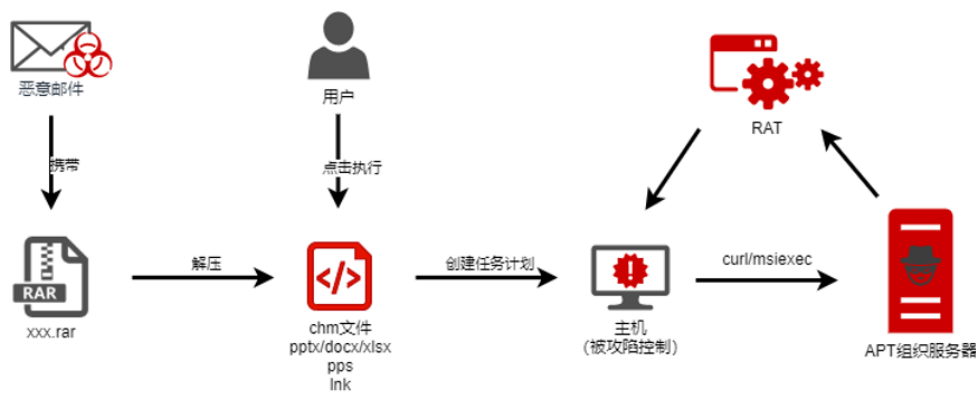 恶意邮件
用户
RAT
携带
点击执行
解压
创建任务计划
curl/msiexec
RAR
xxx.rar
chm文件
pptx/docx/xlsx
pps
lnk
主机
(被攻陷控制)
APT组织服务器